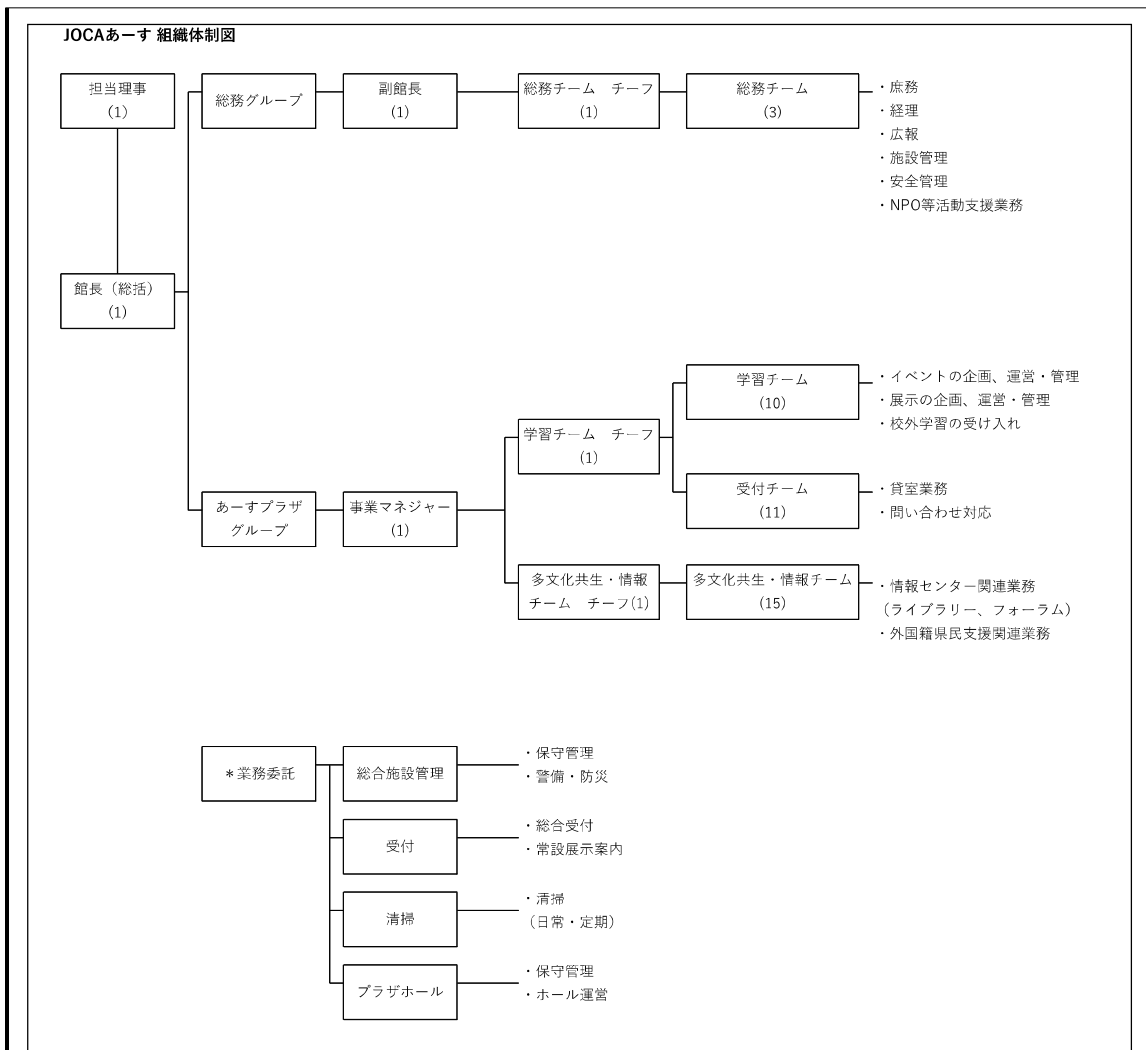 JOCAあーす 組織体制図
担当理事
(1)
館長（総括）
(1)
総務グループ
副館長
(1)
総務チーム　チーフ
(1)
総務チーム
(3)
・庶務
・経理
・広報
・施設管理
・安全管理
・NPO等活動支援業務
あーすプラザ
グループ
事業マネジャー
(1)
学習チーム　チーフ
(1)
学習チーム
(10)
・イベントの企画、運営・管理
・展示の企画、運営・管理
・校外学習の受け入れ
受付チーム
(11)
・貸室業務
・問い合わせ対応
多文化共生・情報
チーム　チーフ(1)
多文化共生・情報チーム
(15)
・情報センター関連業務
（ライブラリー、フォーラム）
・外国籍県民支援関連業務
＊業務委託
総合施設管理
・保守管理
・警備・防災
受付
・総合受付
・常設展示案内
清掃
・清掃
（日常・定期）
プラザホール
・保守管理
・ホール運営